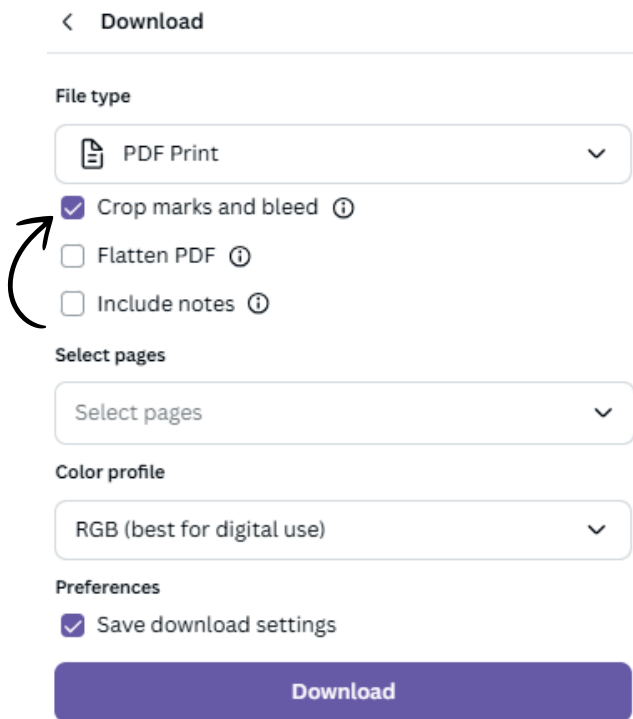 Download
File type
PDF Print
Crop marks and bleed
Flatten PDF
Include notes
Select pages
Select pages
Color profile
RGB (best for digital use)
Preferences
Save download settings
Download